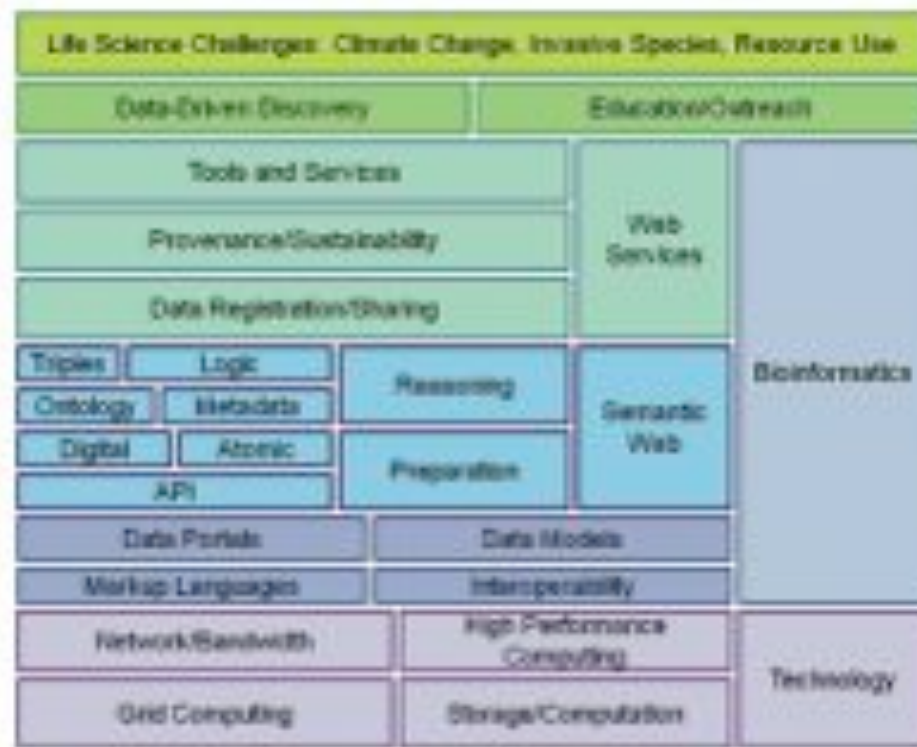 Life Science Challenges: Climate Change, Invasive Species, Resource Use
Data-Driven Discovery
Education/Outreach
Tools and Services
Provenance/Sustainability
Data Registration/Sharing
Web
Services
Bioinformatics
Triples
Logic
Ontology
Metadata
Digital
Atomic
API
Reasoning
Preparation
Semantic
Web
Data Portals
Data Models
Markup Languages
Interoperability
Network/Bandwidth
High Performance
Computing
Grid Computing
Storage/Computation
Technology